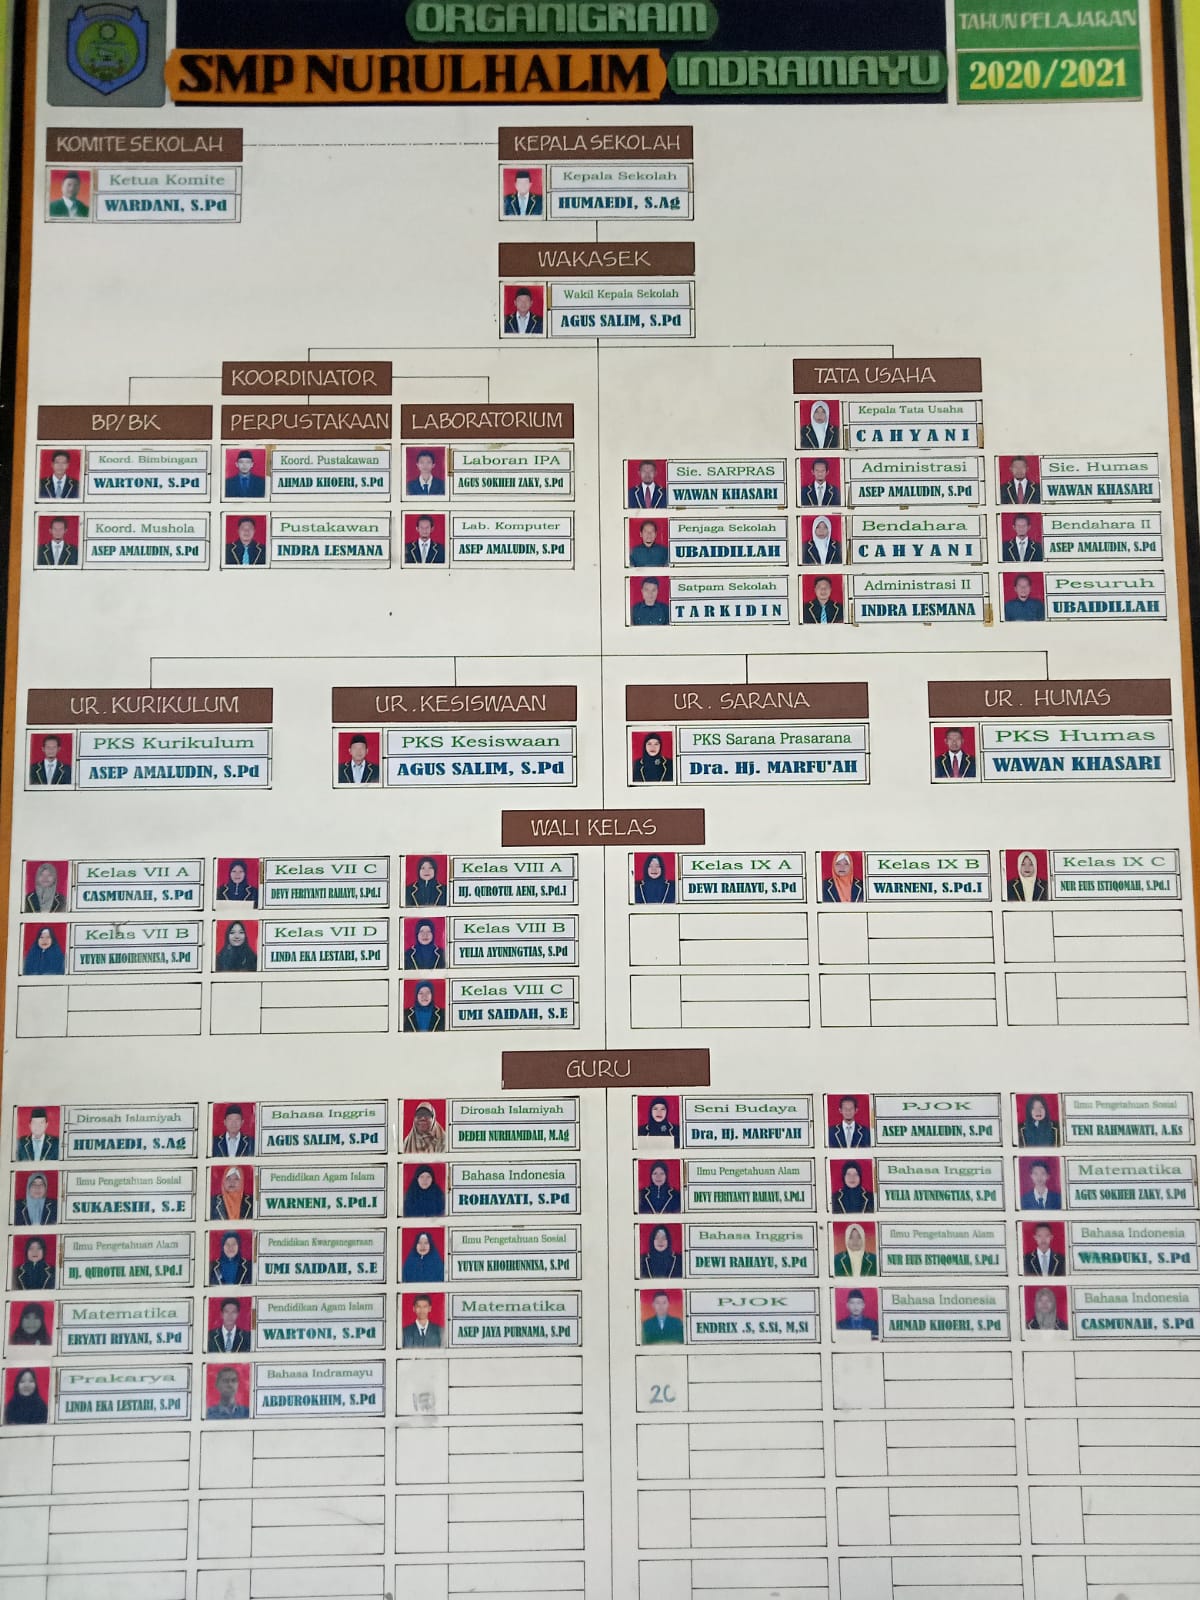 ORGANIGRAM
SMP NURUL HALIM INDRAMAYU
TAHUN PELAJARAN
2020/2021
KOMITE SEKOLAH
Ketua Komite
WARDANI, S.Pd
KEPALA SEKOLAH
Kepala Sekolah
HUMAEDI, S.Ag
WAKASEK
Wakil Kepala Sekolah
AGUS SALIM, S.Pd
KOORDINATOR
BP/BK
Koord. Bimbingan
WARTONI, S.Pd
Koord. Mushola
ASEP AMALUDIN, S.Pd
PERPUSTAKAAN
Koord. Pustakawan
AHMAD KHOERI, S.Pd
Pustakawan
INDRA LESMANA
LABORATORIUM
Laboran IPA
AGUS SOKHEH ZAKY, S.Pd
Lab. Komputer
ASEP AMALUDIN, S.Pd
TATA USAHA
Kepala Tata Usaha
CAHYANI
Sie. SARPRAS
WAWAN KHASARI
Administrasi
ASEP AMALUDIN, S.Pd
Sie. Humas
WAWAN KHASARI
Penjaga Sekolah
UBAIDILLAH
Bendahara
CAHYANI
Bendahara II
ASEP AMALUDIN, S.Pd
Satpam Sekolah
TARKIDIN
Administrasi II
INDRA LESMANA
Pesuruh
UBAIDILLAH
UR. KURIKULUM
PKS Kurikulum
ASEP AMALUDIN, S.Pd
UR. KESISWAAN
PKS Kesiswaan
AGUS SALIM, S.Pd
UR. SARANA
PKS Sarana Prasarana
Dra. Hj. MARFU'AH
UR. HUMAS
PKS Humas
WAWAN KHASARI
WALI KELAS
Kelas VII A
CASMUNAH, S.Pd
Kelas VII C
DEVY FERIYANTI RAHAYU, S.Pd.I
Kelas VIII A
HJ. QUROTUL AENI, S.Pd.I
Kelas IX A
DEWI RAHAYU, S.Pd
Kelas IX B
WARNENI, S.Pd.I
Kelas IX C
NUR EUIS ISTIQOMAH, S.Pd.I
Kelas VII B
YUYUN KHOIRUNNISA, S.Pd
Kelas VII D
LINDA EKA LESTARI, S.Pd
Kelas VIII B
YULIA AYUNINGTIAS, S.Pd
Kelas VIII C
UMI SAIDAH, S.E
GURU
Dirosah Islamiyah
HUMAEDI, S.Ag
Bahasa Inggris
AGUS SALIM, S.Pd
Dirosah Islamiyah
DEDEH NURHAMIDAH, M.Ag
Seni Budaya
Dra, Hj. MARFU'AH
PJOK
ASEP AMALUDIN, S.Pd
Ilmu Pengetahuan Sosial
TENI RAHMAWATI, A.Ks
Ilmu Pengetahuan Sosial
SUKAESIH, S.E
Pendidikan Agam Islam
WARNENI, S.Pd.I
Bahasa Indonesia
ROHAYATI, S.Pd
Ilmu Pengetahuan Alam
DEVY FERIYANTY RAHAYU, S.Pd.I
Bahasa Inggris
YULIA AYUNINGTIAS, S.Pd
Matematika
AGUS SOKHEH ZAKY, S.Pd
Ilmu Pengetahuan Alam
Hj. QUROTUL AENI, S.Pd.I
Pendidikan Kwarganegaraan
UMI SAIDAH, S.E
Ilmu Pengetahuan Sosial
YUYUN KHOIRUNNISA, S.Pd
Bahasa Inggris
DEWI RAHAYU, S.Pd
Ilmu Pengetahuan Alam
NUR EUIS ISTIQOMAH, S.Pd.I
Bahasa Indonesia
WARDUKI, S.Pd
Matematika
ERYATI RIYANI, S.Pd
Pendidikan Agam Islam
WARTONI, S.Pd
Matematika
ASEP JAYA PURNAMA, S.Pd
PJOK
ENDRIX .S, S.Si, M,Si
Bahasa Indonesia
AHMAD KHOERI, S.Pd
Bahasa Indonesia
CASMUNAH, S.Pd
Prakarya
LINDA EKA LESTARI, S.Pd
Bahasa Indramayu
ABDUROKHIM, S.Pd
20